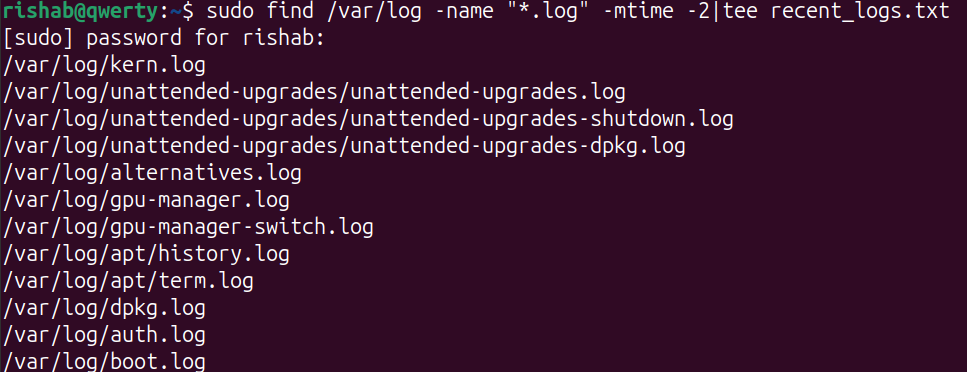 rishab@qwerty:~$ sudo find /var/log -name "*.log" -mtime -2|tee recent_logs.txt
[sudo] password for rishab:
/var/log/kern.log
/var/log/unattended-upgrades/unattended-upgrades.log
/var/log/unattended-upgrades/unattended-upgrades-shutdown.log
/var/log/unattended-upgrades/unattended-upgrades-dpkg.log
/var/log/alternatives.log
/var/log/gpu-manager.log
/var/log/gpu-manager-switch.log
/var/log/apt/history.log
/var/log/apt/term.log
/var/log/dpkg.log
/var/log/auth.log
/var/log/boot.log